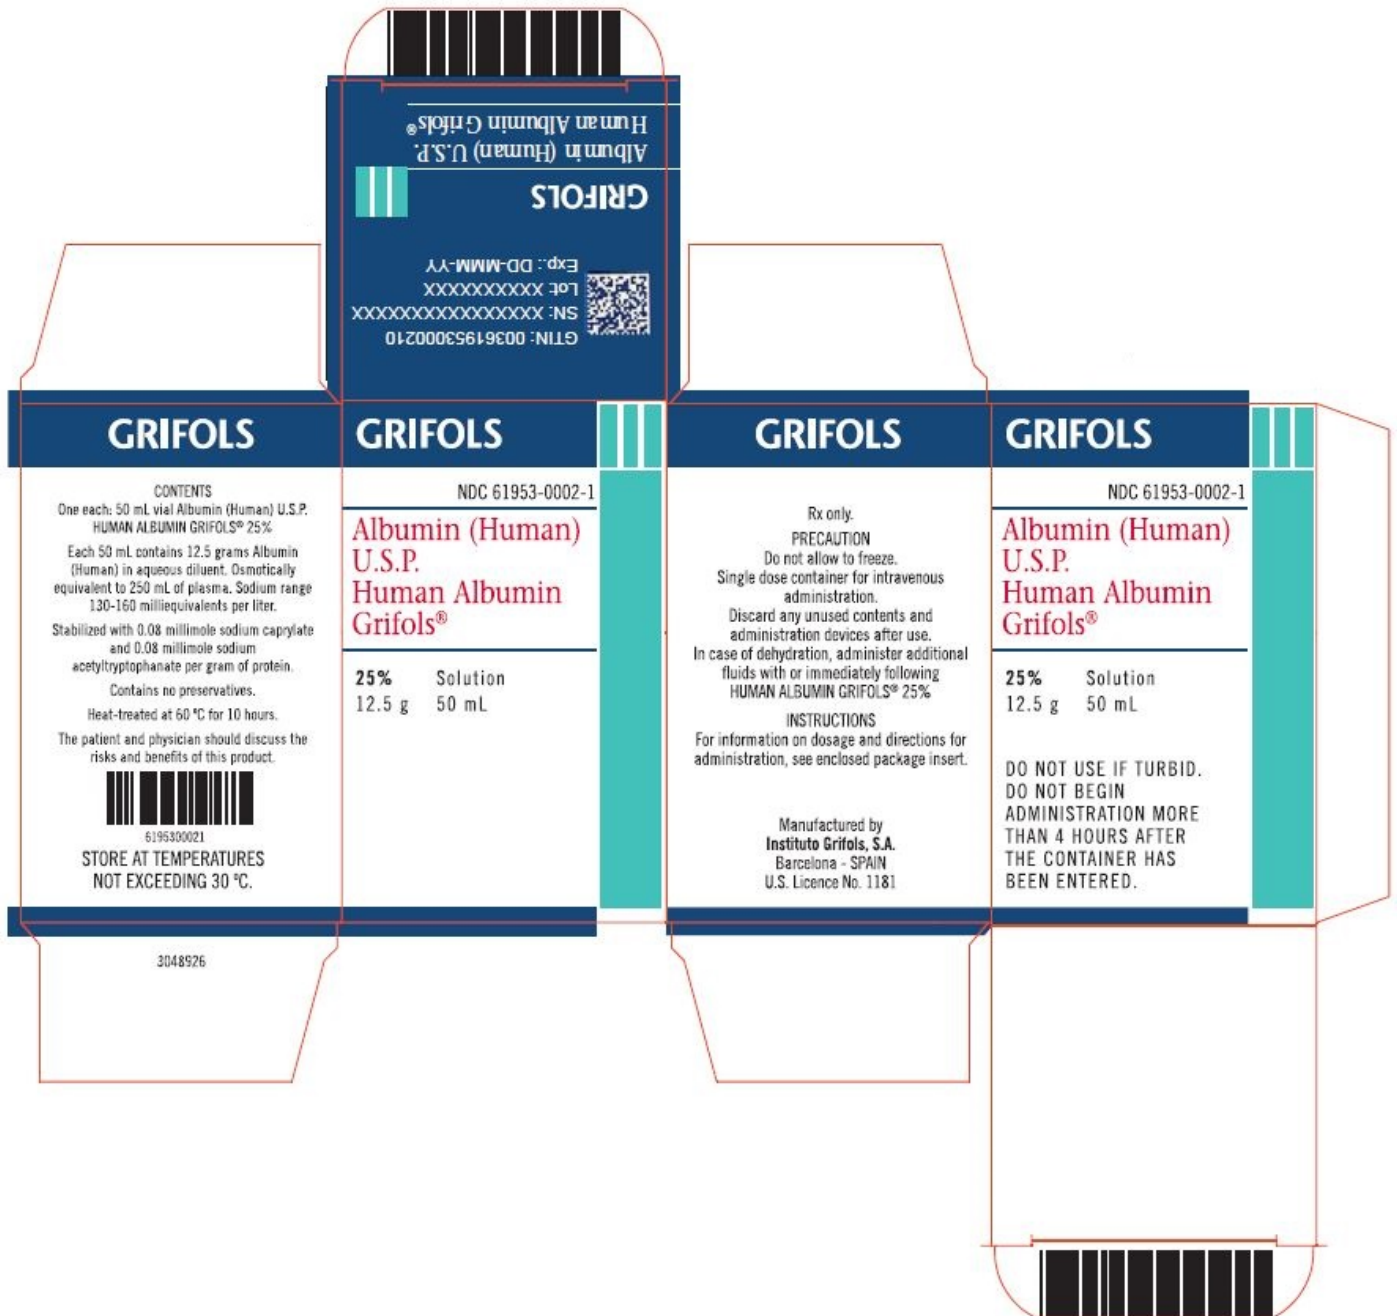 Human Albumin Grifols®
Albumin (Human) U.S.P.
GRIFOLS
Exp.: DD-MMM-YY
Lot: XXXXXXXXXX
SN: XXXXXXXXXXXXXXXXX
GTIN: 00361953000210
GRIFOLS
CONTENTS
One each: 50 mL vial Albumin (Human) U.S.P.
HUMAN ALBUMIN GRIFOLS® 25%
Each 50 mL contains 12.5 grams Albumin
(Human) in aqueous diluent. Osmotically
equivalent to 250 mL of plasma. Sodium range
130-160 milliequivalents per liter.
Stabilized with 0.08 millimole sodium caprylate
and 0.08 millimole sodium
acetyltryptophanate per gram of protein.
Contains no preservatives.
Heat-treated at 60 ºC for 10 hours.
The patient and physician should discuss the
risks and benefits of this product.
6195300021
STORE AT TEMPERATURES
NOT EXCEEDING 30 ºC.
3048926
GRIFOLS
NDC 61953-0002-1
Albumin (Human)
U.S.P.
Human Albumin
Grifols®
25% Solution
12.5 g 50 mL
GRIFOLS
Rx only.
PRECAUTION
Do not allow to freeze.
Single dose container for intravenous
administration.
Discard any unused contents and
administration devices after use.
In case of dehydration, administer additional
fluids with or immediately following
HUMAN ALBUMIN GRIFOLS® 25%
INSTRUCTIONS
For information on dosage and directions for
administration, see enclosed package insert.
Manufactured by
Instituto Grifols, S.A.
Barcelona - SPAIN
U.S. Licence No. 1181
GRIFOLS
NDC 61953-0002-1
Albumin (Human)
U.S.P.
Human Albumin
Grifols®
25% Solution
12.5 g 50 mL
DO NOT USE IF TURBID.
DO NOT BEGIN
ADMINISTRATION MORE
THAN 4 HOURS AFTER
THE CONTAINER HAS
BEEN ENTERED.